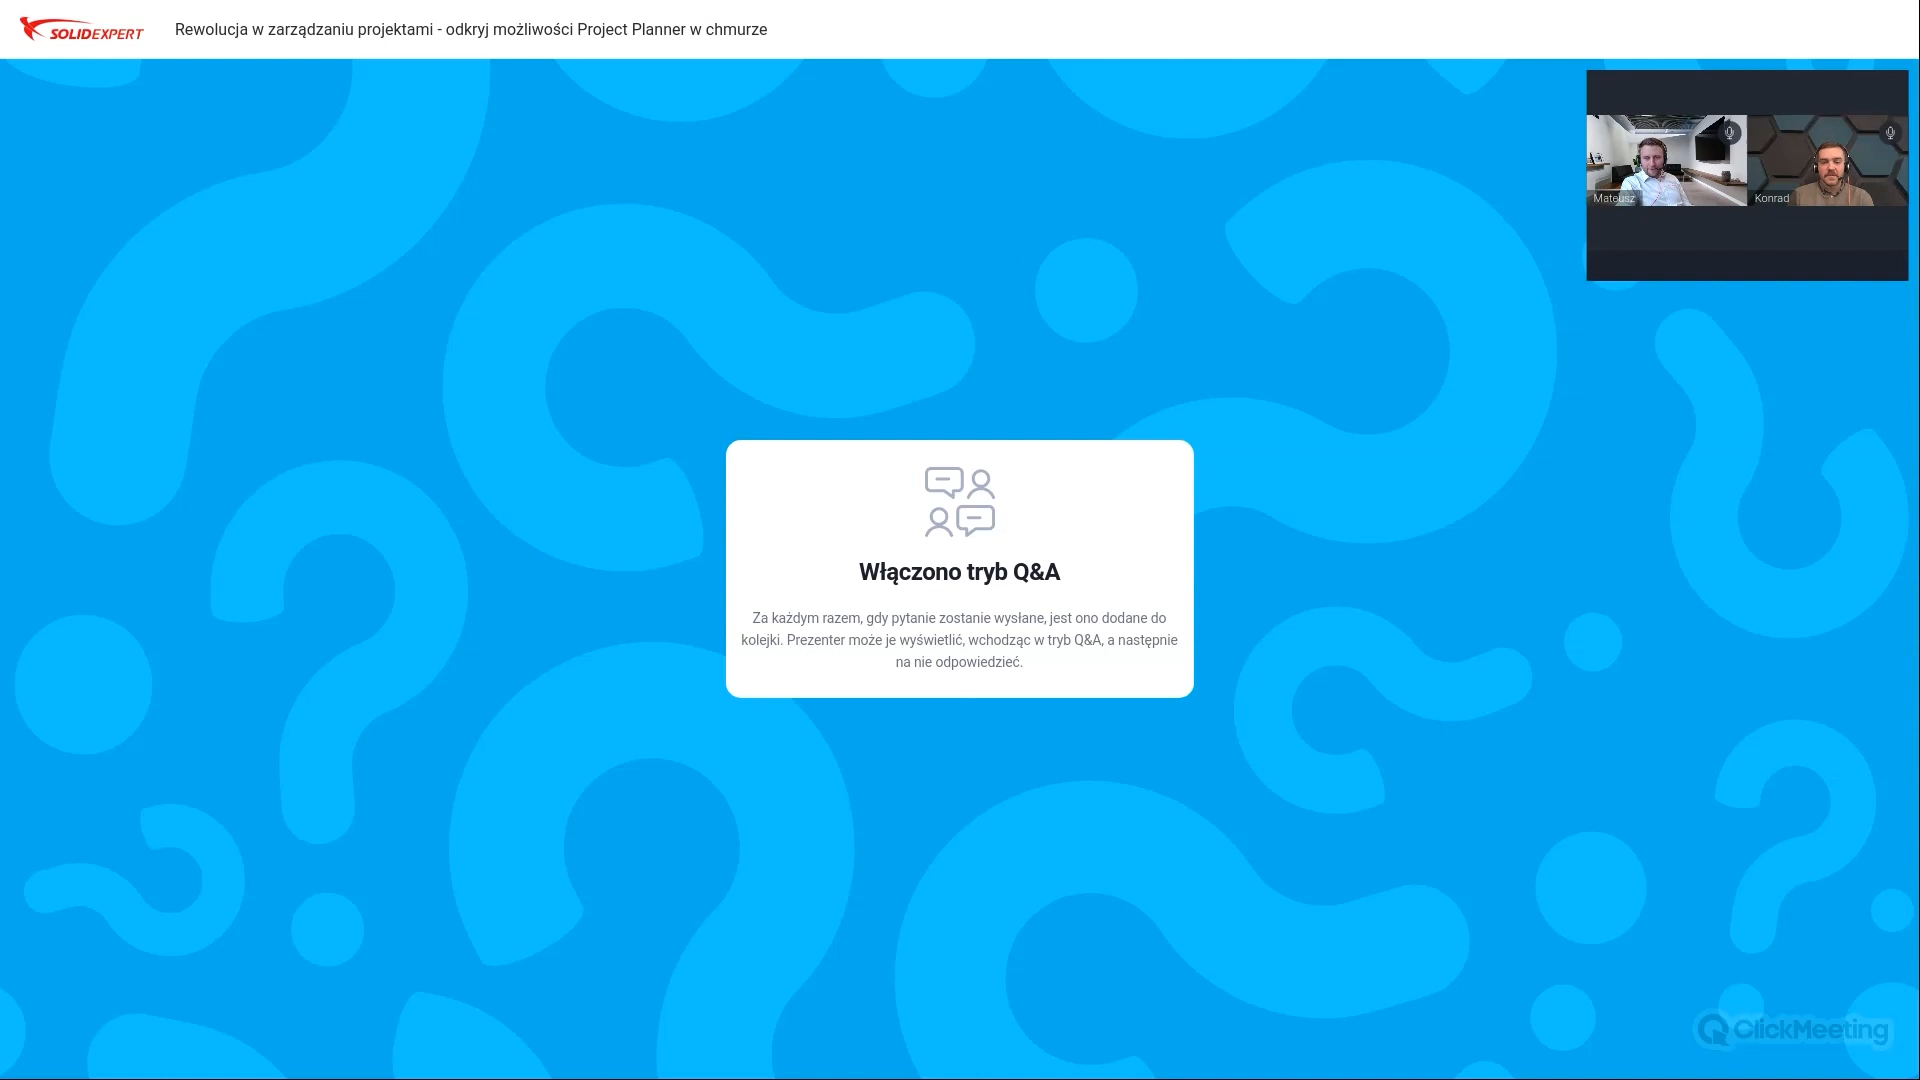 SOLIDEXPERT
Rewolucja w zarządzaniu projektami - odkryj możliwości Project Planner w chmurze
Mateusz
Konrad
Włączono tryb Q&A
Za każdym razem, gdy pytanie zostanie wysłane, jest ono dodane do
kolejki. Prezenter może je wyświetlić, wchodząc w tryb Q&A, a następnie
na nie odpowiedzieć.
ClickMeeting